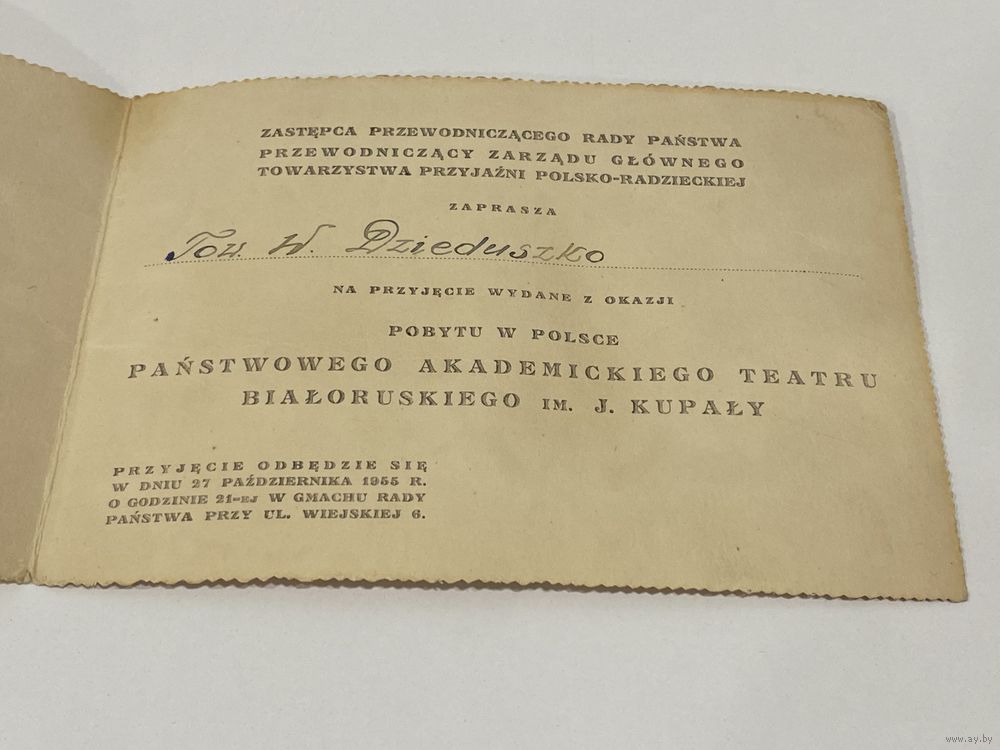 ZASTĘPCA PRZEWODNICZĄCEGO RADY PAŃSTWA
PRZEWODNICZĄCY ZARZĄDU GŁÓWNEGO
TOWARZYSTWA PRZYJAŹNI POLSKO-RADZIECKIEJ
ZAPRASZA
Tow. W. Dzieduszko
NA PRZYJĘCIE WYDANE Z OKAZJI
POBYTU W POLSCE
PAŃSTWOWEGO AKADEMICKIEGO TEATRU
BIAŁORUSKIEGO IM. J. KUPAŁY
PRZYJĘCIE ODBĘDZIE SIĘ
W DNIU 27 PAŹDZIERNIKA 1955 R.
O GODZINIE 21-EJ W GMACHU RADY
PAŃSTWA PRZY UL. WIEJSKIEJ 6.
www.ay.by